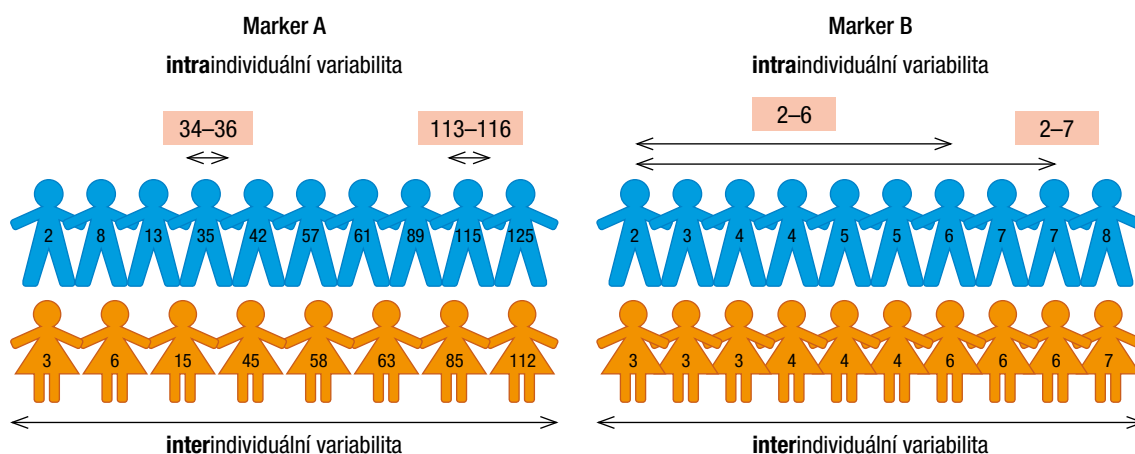 Marker A
intraindividuální variabilita
34–36
113–116
2 8 13 35 42 57 61 89 115 125
3 6 15 45 58 63 85 112
interindividuální variabilita
Marker B
intraindividuální variabilita
2–6
2–7
2 3 4 4 5 5 6 7 7 8
3 3 3 4 4 4 6 6 6 7
interindividuální variabilita